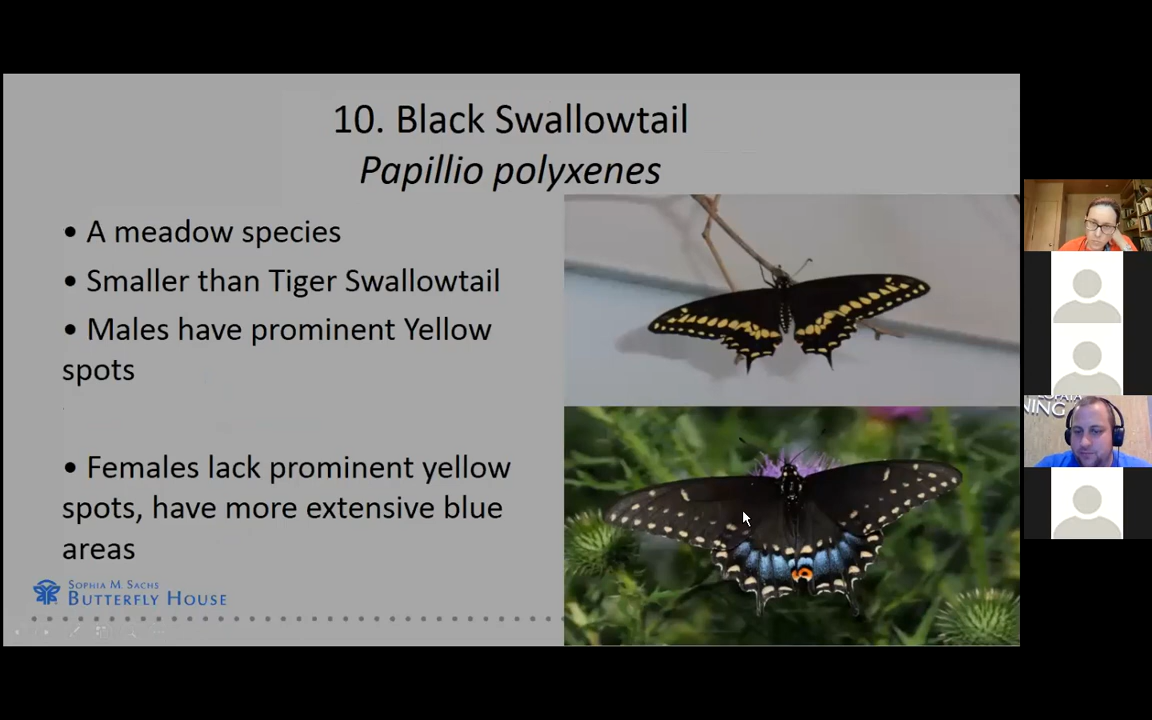 10. Black Swallowtail
Papillio polyxenes
• A meadow species
• Smaller than Tiger Swallowtail
• Males have prominent Yellow
spots
• Females lack prominent yellow
spots, have more extensive blue
areas
SOPHIA M. SACHS
BUTTERFLY HOUSE
NING